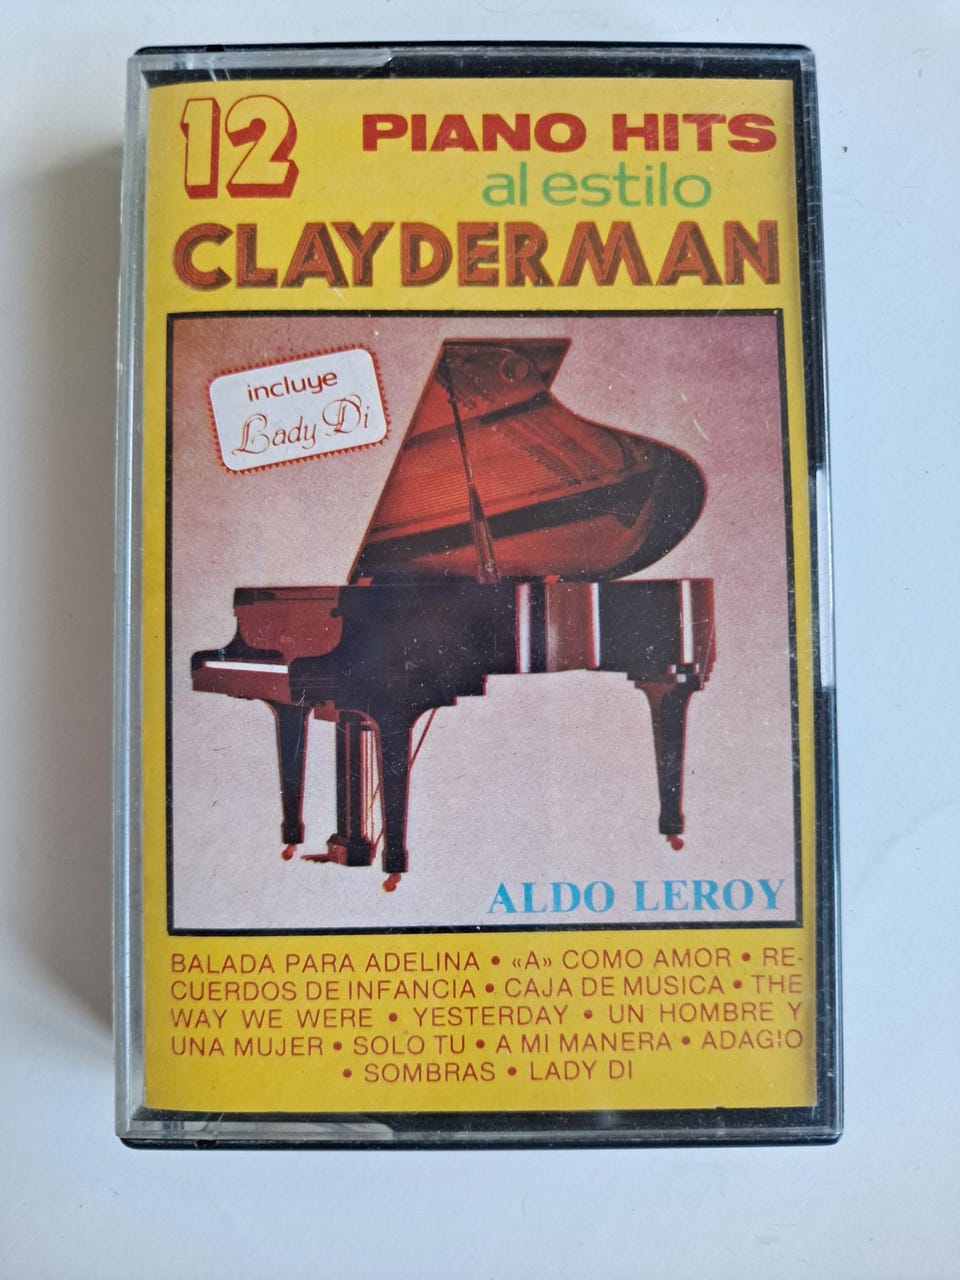 12 PIANO HITS
al estilo
CLAYDERMAN
incluye
Lady Di
ALDO LEROY
BALADA PARA ADELINA • «A» COMO AMOR • RE-
CUERDOS DE INFANCIA • CAJA DE MUSICA • THE
WAY WE WERE • YESTERDAY • UN HOMBRE Y
UNA MUJER • SOLO TU • A MI MANERA • ADAGIO
• SOMBRAS • LADY DI